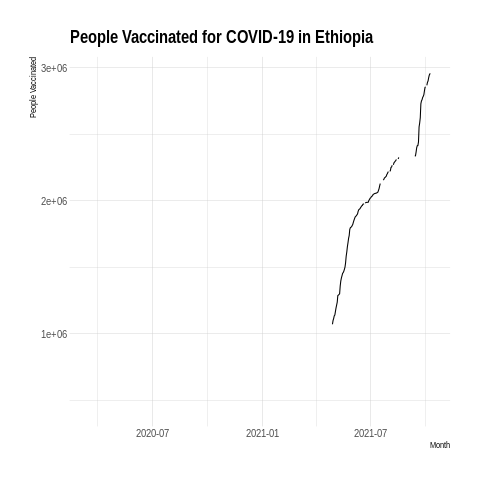 People Vaccinated for COVID-19 in Ethiopia
People Vaccinated
3e+06
2e+06
1e+06
2020-07
2021-01
2021-07
Month